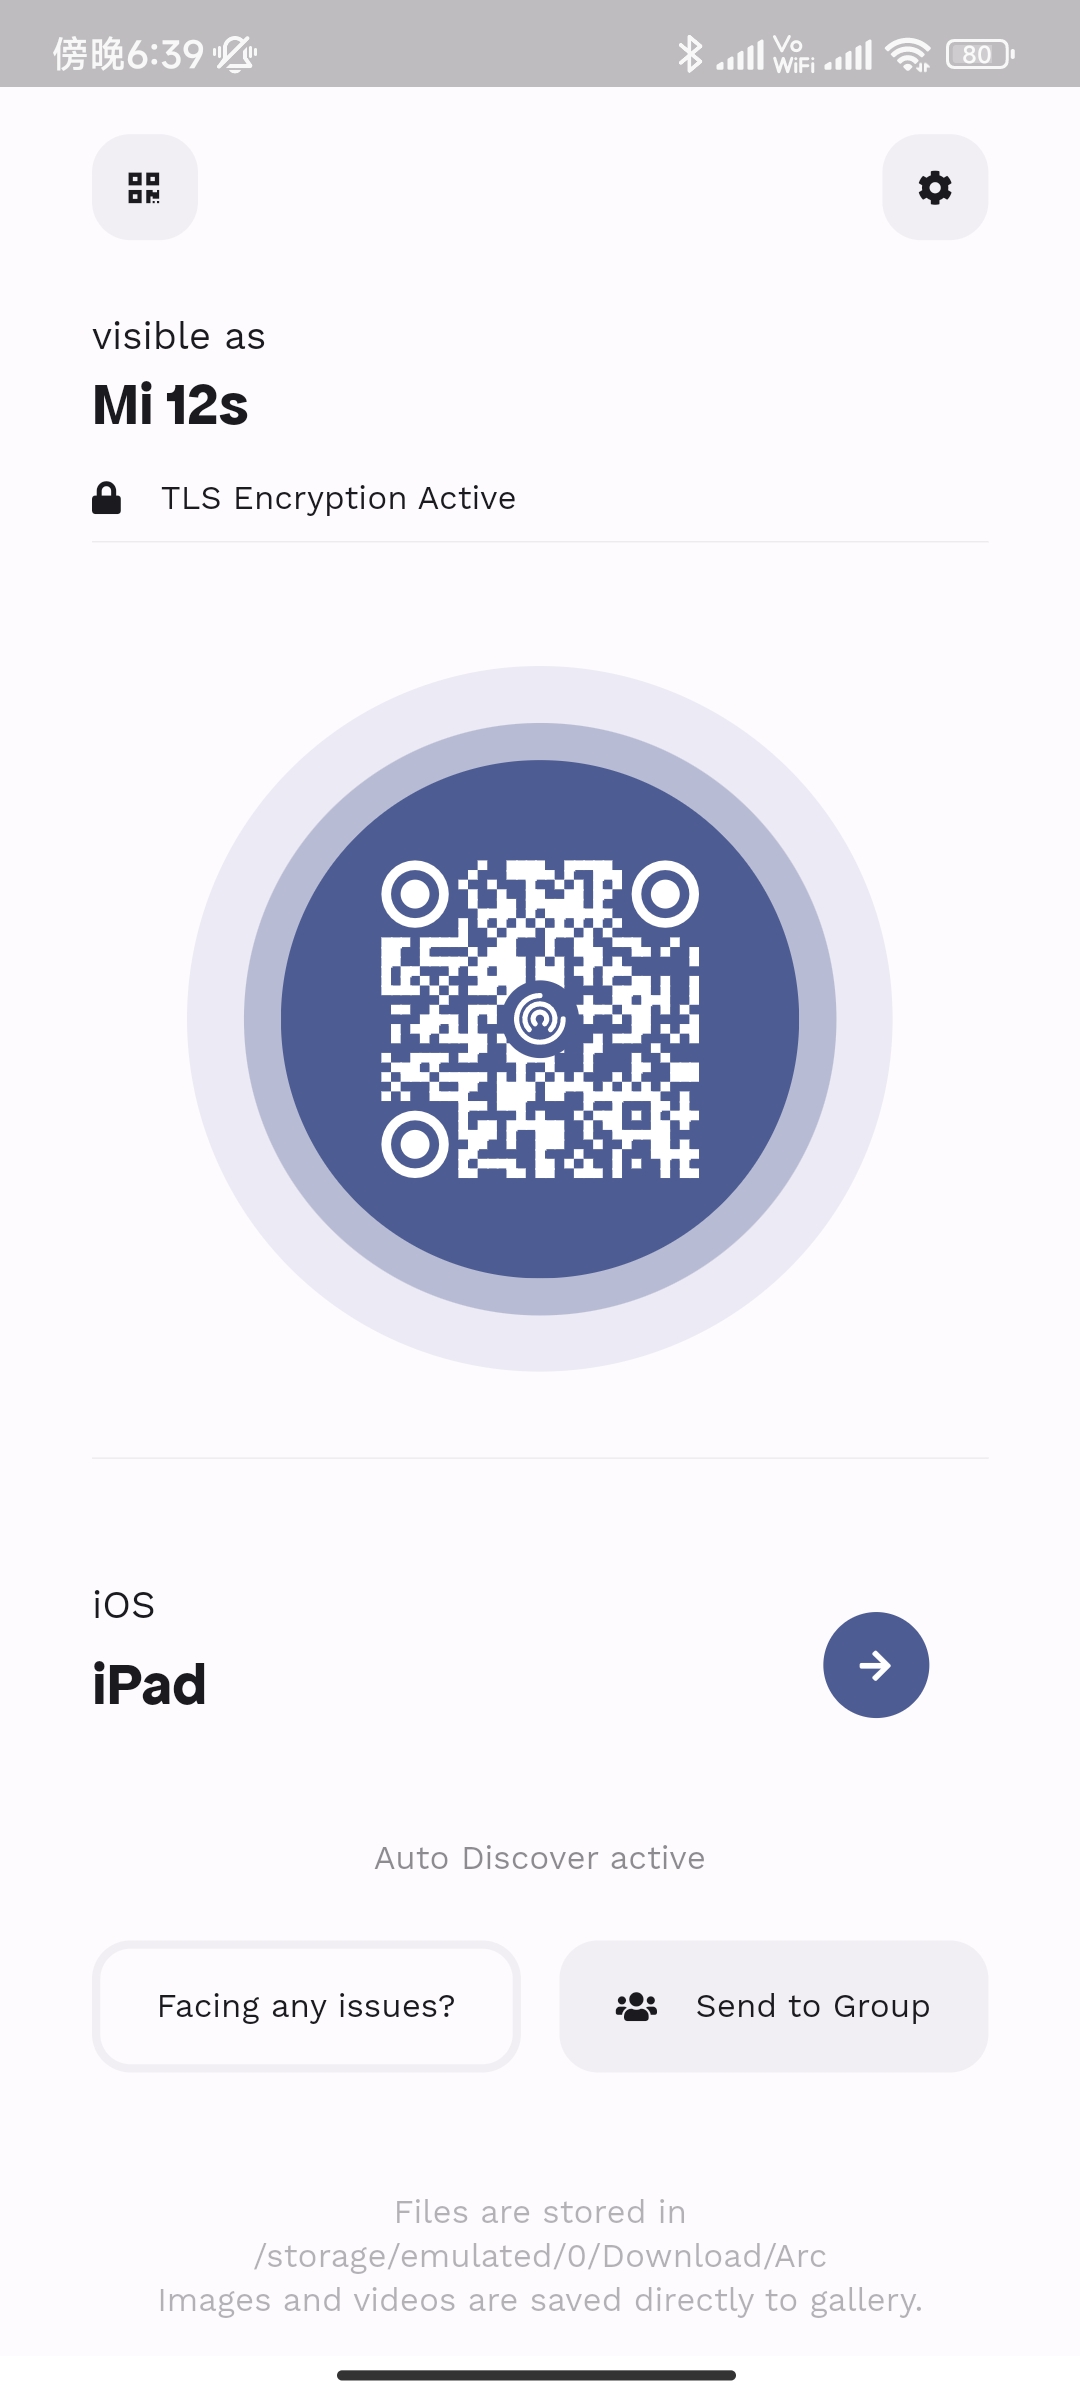 傍晚6:39
Vo
WiFi
80
visible as
Mi 12s
TLS Encryption Active
iOS
iPad
Auto Discover active
Facing any issues?
Send to Group
Files are stored in
/storage/emulated/0/Download/Arc
Images and videos are saved directly to gallery.